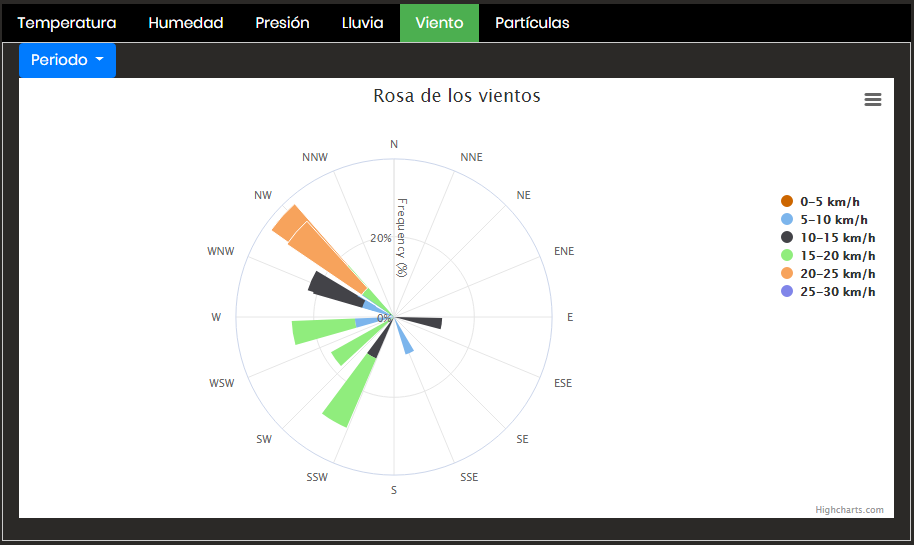 Temperatura Humedad Presión Lluvia Viento Partículas
Periodo
Rosa de los vientos
N
NNE
NE
ENE
E
ESE
SE
SSE
S
SSW
SW
WSW
W
WNW
NW
NNW
Frequency (%)
20%
0%
0–5 km/h
5–10 km/h
10–15 km/h
15–20 km/h
20–25 km/h
25–30 km/h
Highcharts.com